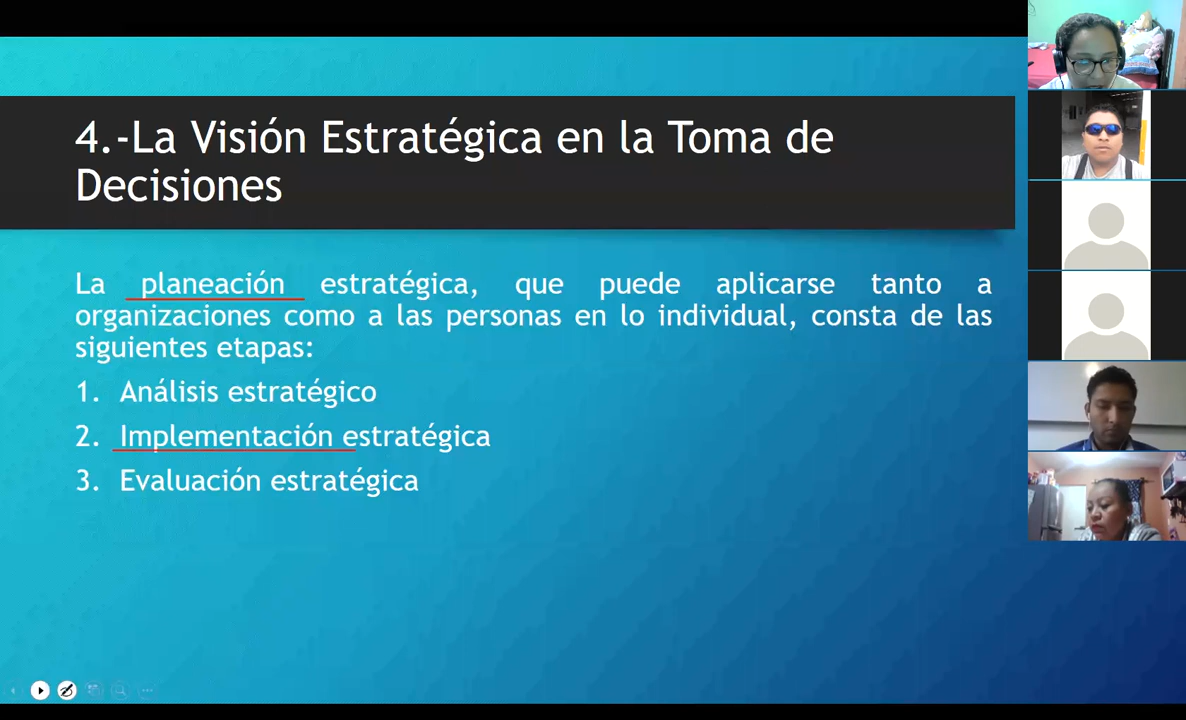 4.-La Visión Estratégica en la Toma de
Decisiones
La planeación estratégica, que puede aplicarse tanto a
organizaciones como a las personas en lo individual, consta de las
siguientes etapas:
1. Análisis estratégico
2. Implementación estratégica
3. Evaluación estratégica